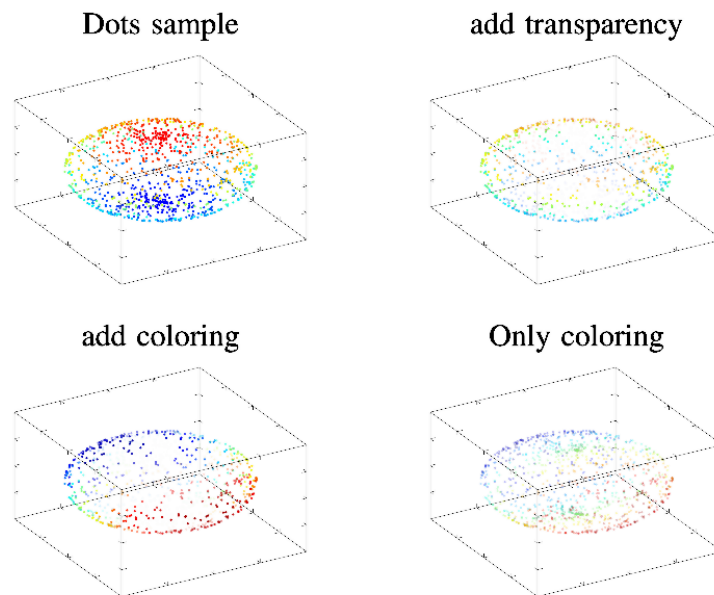 Dots sample
add transparency
add coloring
Only coloring